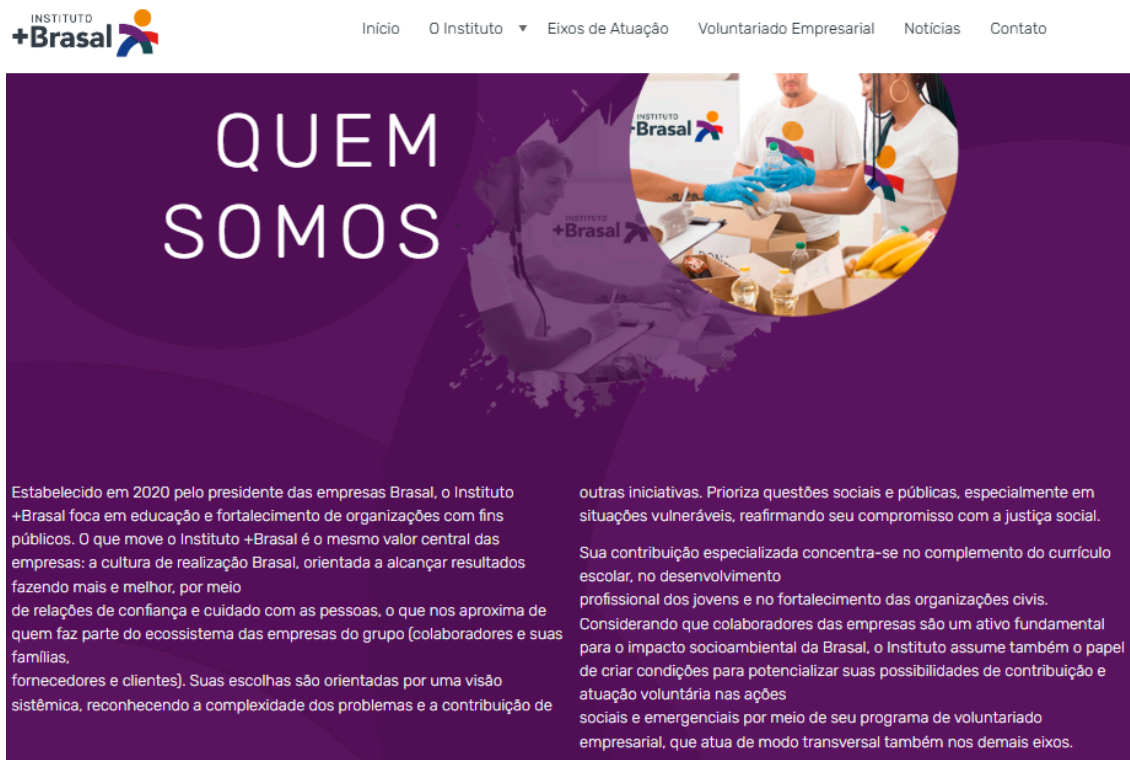 INSTITUTO
+Brasal
Início
O Instituto
Eixos de Atuação
Voluntariado Empresarial
Notícias
Contato
QUEM
SOMOS
INSTITUTO
+Brasal
INSTITUTO
+Brasal
Estabelecido em 2020 pelo presidente das empresas Brasal, o Instituto
+Brasal foca em educação e fortalecimento de organizações com fins
públicos. O que move o Instituto +Brasal é o mesmo valor central das
empresas: a cultura de realização Brasal, orientada a alcançar resultados
fazendo mais e melhor, por meio
de relações de confiança e cuidado com as pessoas, o que nos aproxima de
quem faz parte do ecossistema das empresas do grupo (colaboradores e suas
famílias,
fornecedores e clientes). Suas escolhas são orientadas por uma visão
sistêmica, reconhecendo a complexidade dos problemas e a contribuição de
outras iniciativas. Prioriza questões sociais e públicas, especialmente em
situações vulneráveis, reafirmando seu compromisso com a justiça social.
Sua contribuição especializada concentra-se no complemento do currículo
escolar, no desenvolvimento
profissional dos jovens e no fortalecimento das organizações civis.
Considerando que colaboradores das empresas são um ativo fundamental
para o impacto socioambiental da Brasal, o Instituto assume também o papel
de criar condições para potencializar suas possibilidades de contribuição e
atuação voluntária nas ações
sociais e emergenciais por meio de seu programa de voluntariado
empresarial, que atua de modo transversal também nos demais eixos.